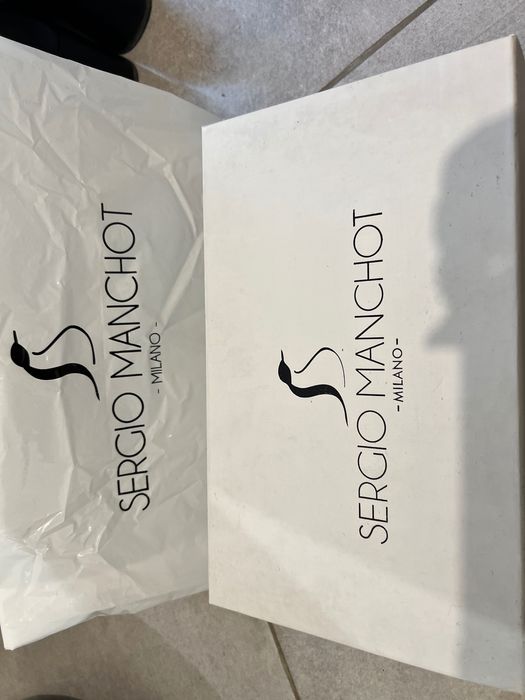 SERGIO MANCHOT
- MILANO -
SERGIO MANCHOT
-MILANO-